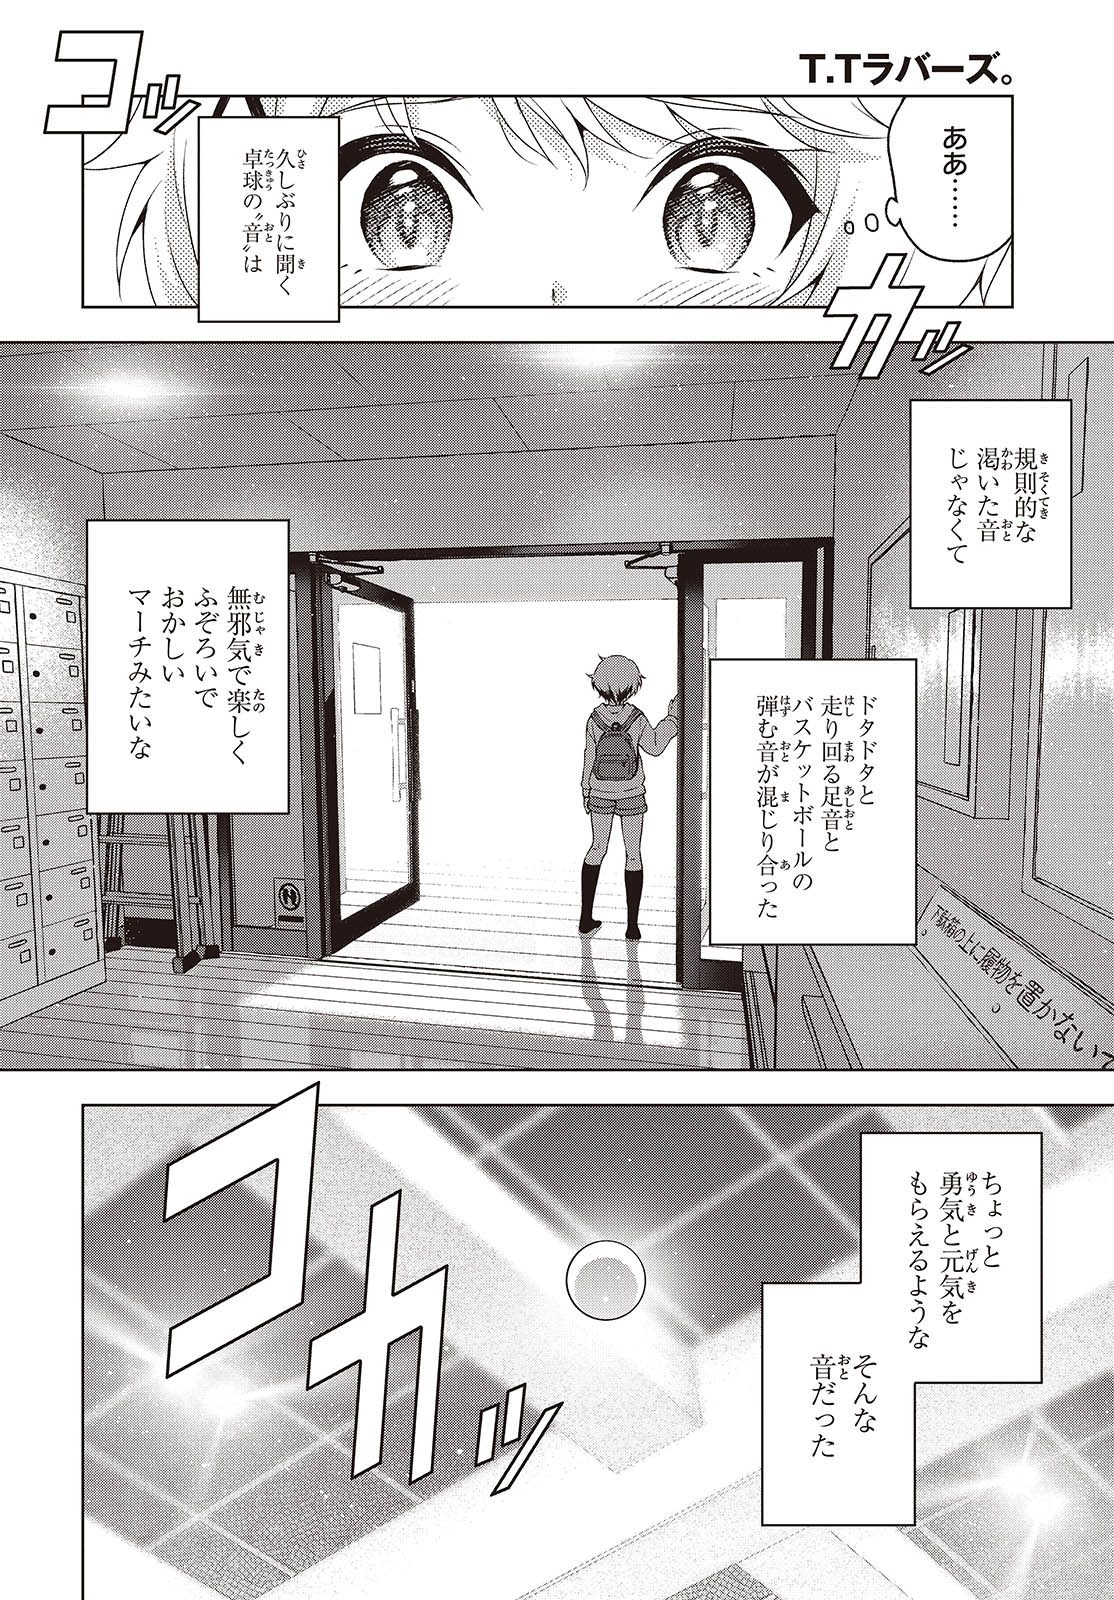 T.Tラバーズ。
ああ……
コッ
久しぶりに聞く
卓球の〝音〟は
カッ
規則的な
渇いた音
じゃなくて
ドタドタと
走り回る足音と
バスケットボールの
弾む音が混じり合った
無邪気で楽しく
ふぞろいで
おかしい
マーチみたいな
下駄箱の上に履物を置かないで
ちょっと
勇気と元気を
もらえるような
そんな
音だった
コカッ